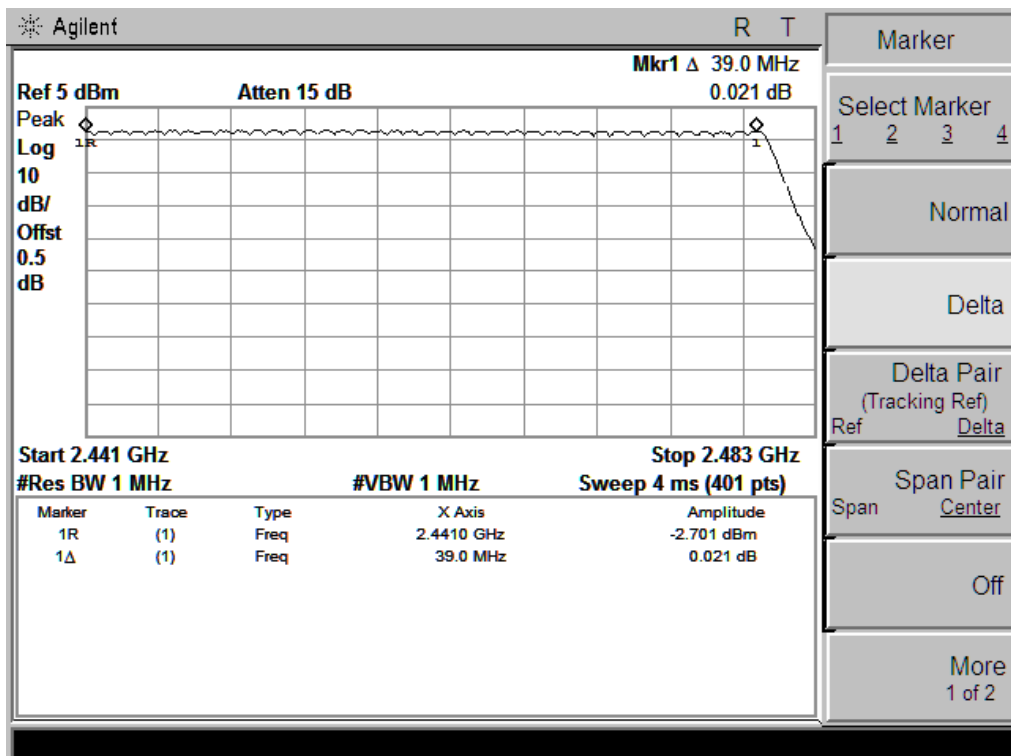 Agilent
R T
Mkr1 Δ 39.0 MHz
Ref 5 dBm Atten 15 dB 0.021 dB
Peak
Log
10
dB/
Offst
0.5
dB
1R
1
Start 2.441 GHz Stop 2.483 GHz
#Res BW 1 MHz #VBW 1 MHz Sweep 4 ms (401 pts)
Marker Trace Type X Axis Amplitude
1R (1) Freq 2.4410 GHz -2.701 dBm
1Δ (1) Freq 39.0 MHz 0.021 dB
Marker
Select Marker
1 2 3 4
Normal
Delta
Delta Pair
(Tracking Ref)
Ref Delta
Span Pair
Span Center
Off
More
1 of 2